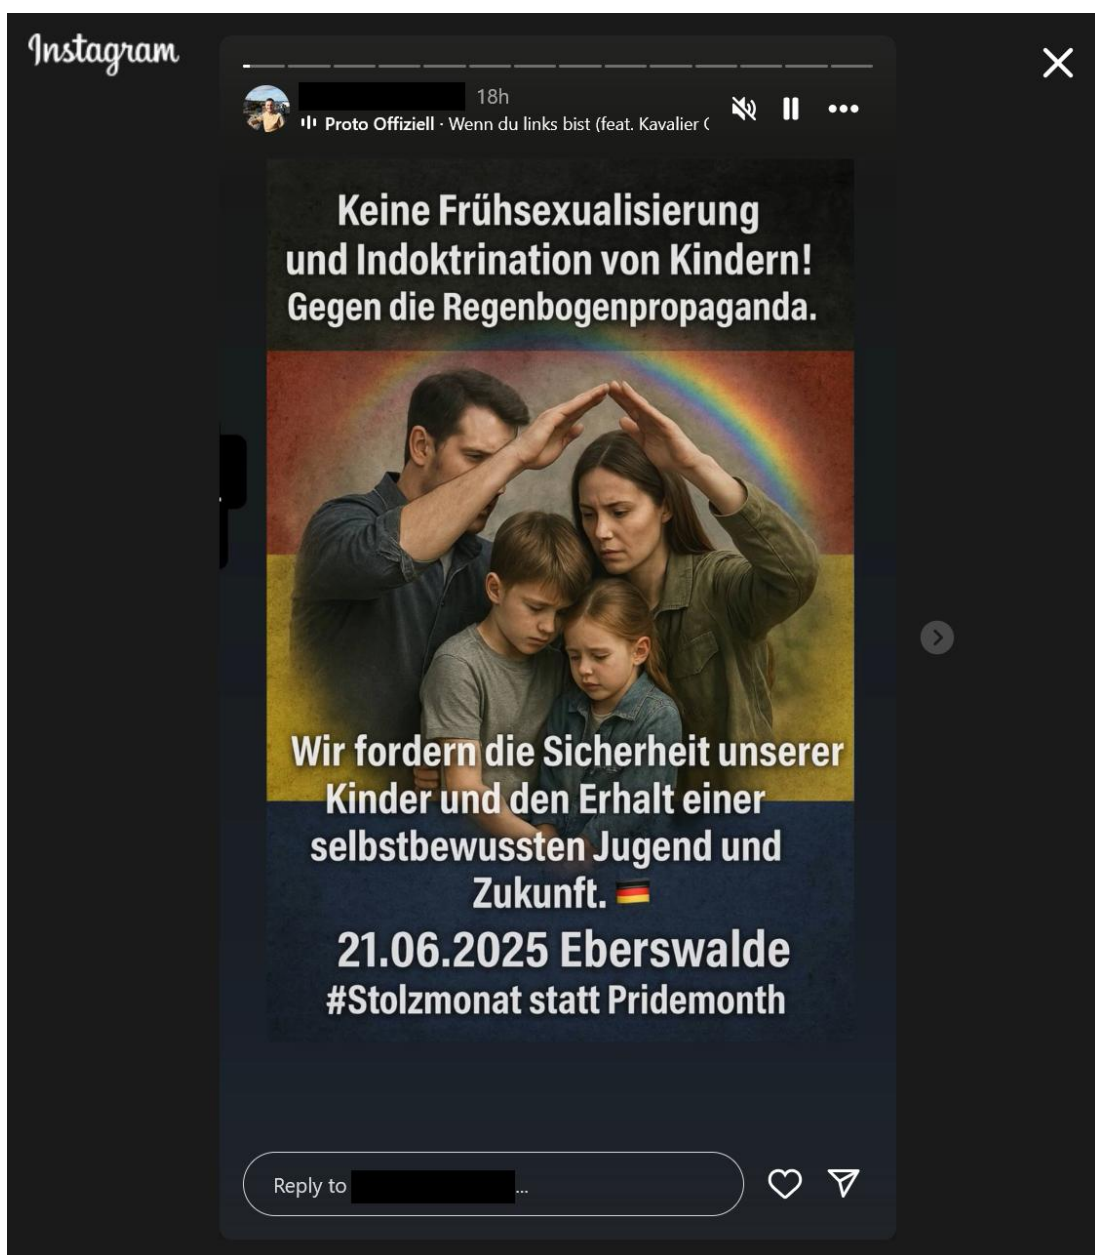 Instagram
18h
Proto Offiziell · Wenn du links bist (feat. Kavalier (
Keine Frühsexualisierung
und Indoktrination von Kindern!
Gegen die Regenbogenpropaganda.
Wir fordern die Sicherheit unserer
Kinder und den Erhalt einer
selbstbewussten Jugend und
Zukunft. 🇩🇪
21.06.2025 Eberswalde
#Stolzmonat statt Pridemonth
Reply to ...